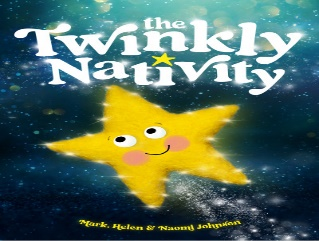 the
Twinkly
Nativity
Mark, Helen & Naomi Johnson